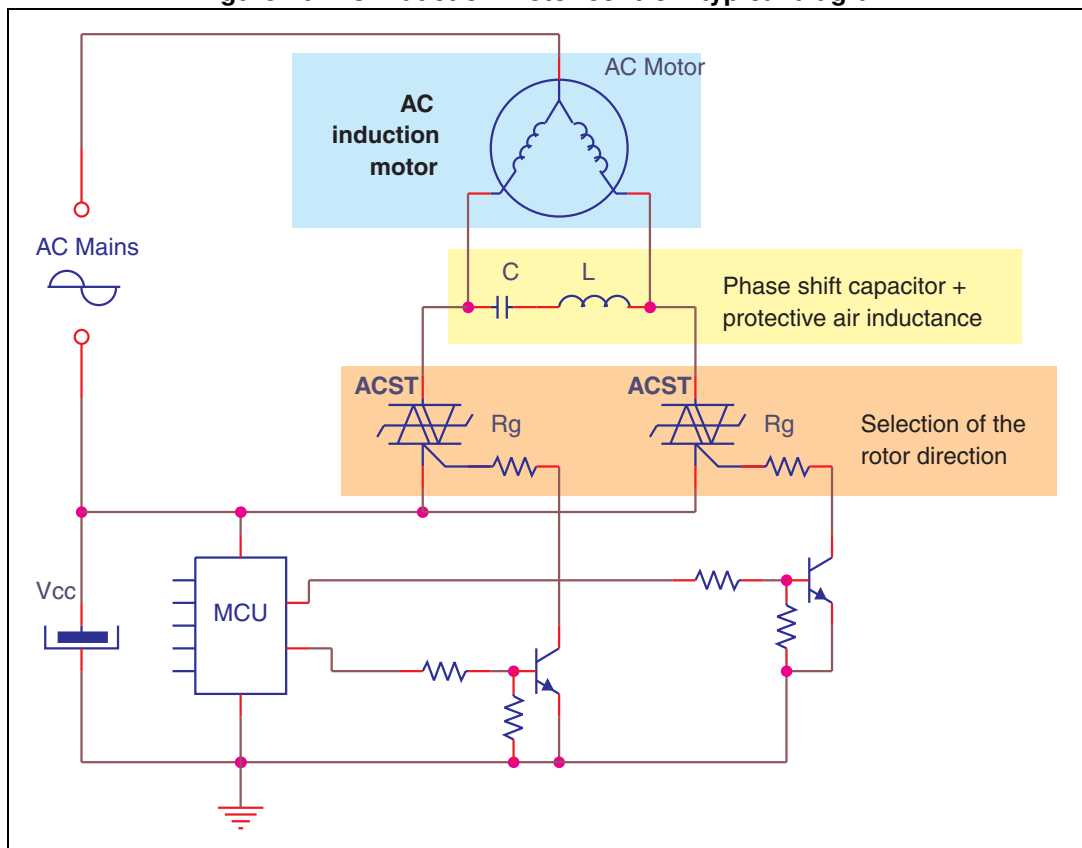 AC Motor
AC
induction
motor
AC Mains
C
L
Phase shift capacitor +
protective air inductance
ACST
ACST
Rg
Rg
Selection of the
rotor direction
Vcc
MCU